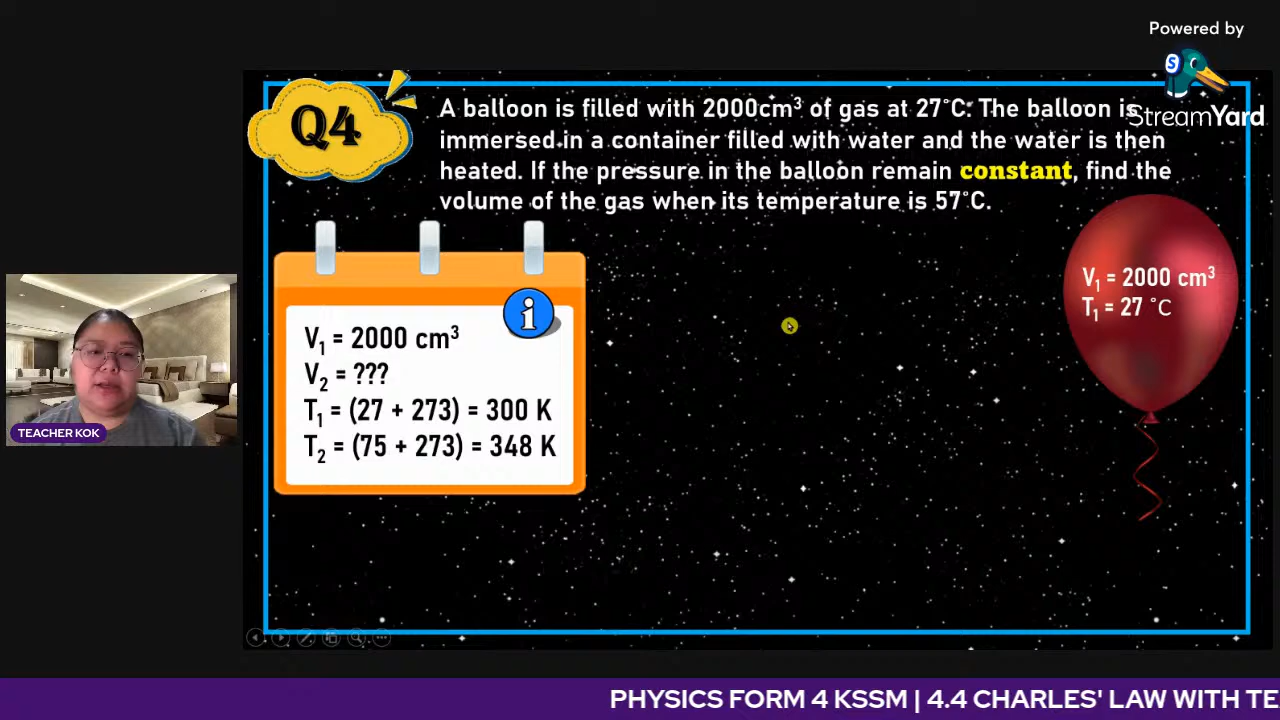 Powered by
StreamYard
Q4
A balloon is filled with 2000cm³ of gas at 27°C. The balloon is
immersed in a container filled with water and the water is then
heated. If the pressure in the balloon remain constant, find the
volume of the gas when its temperature is 57°C.
i
V₁ = 2000 cm³
V₂ = ???
T₁ = (27 + 273) = 300 K
T₂ = (75 + 273) = 348 K
V₁ = 2000 cm³
T₁ = 27 °C
TEACHER KOK
PHYSICS FORM 4 KSSM | 4.4 CHARLES' LAW WITH TE